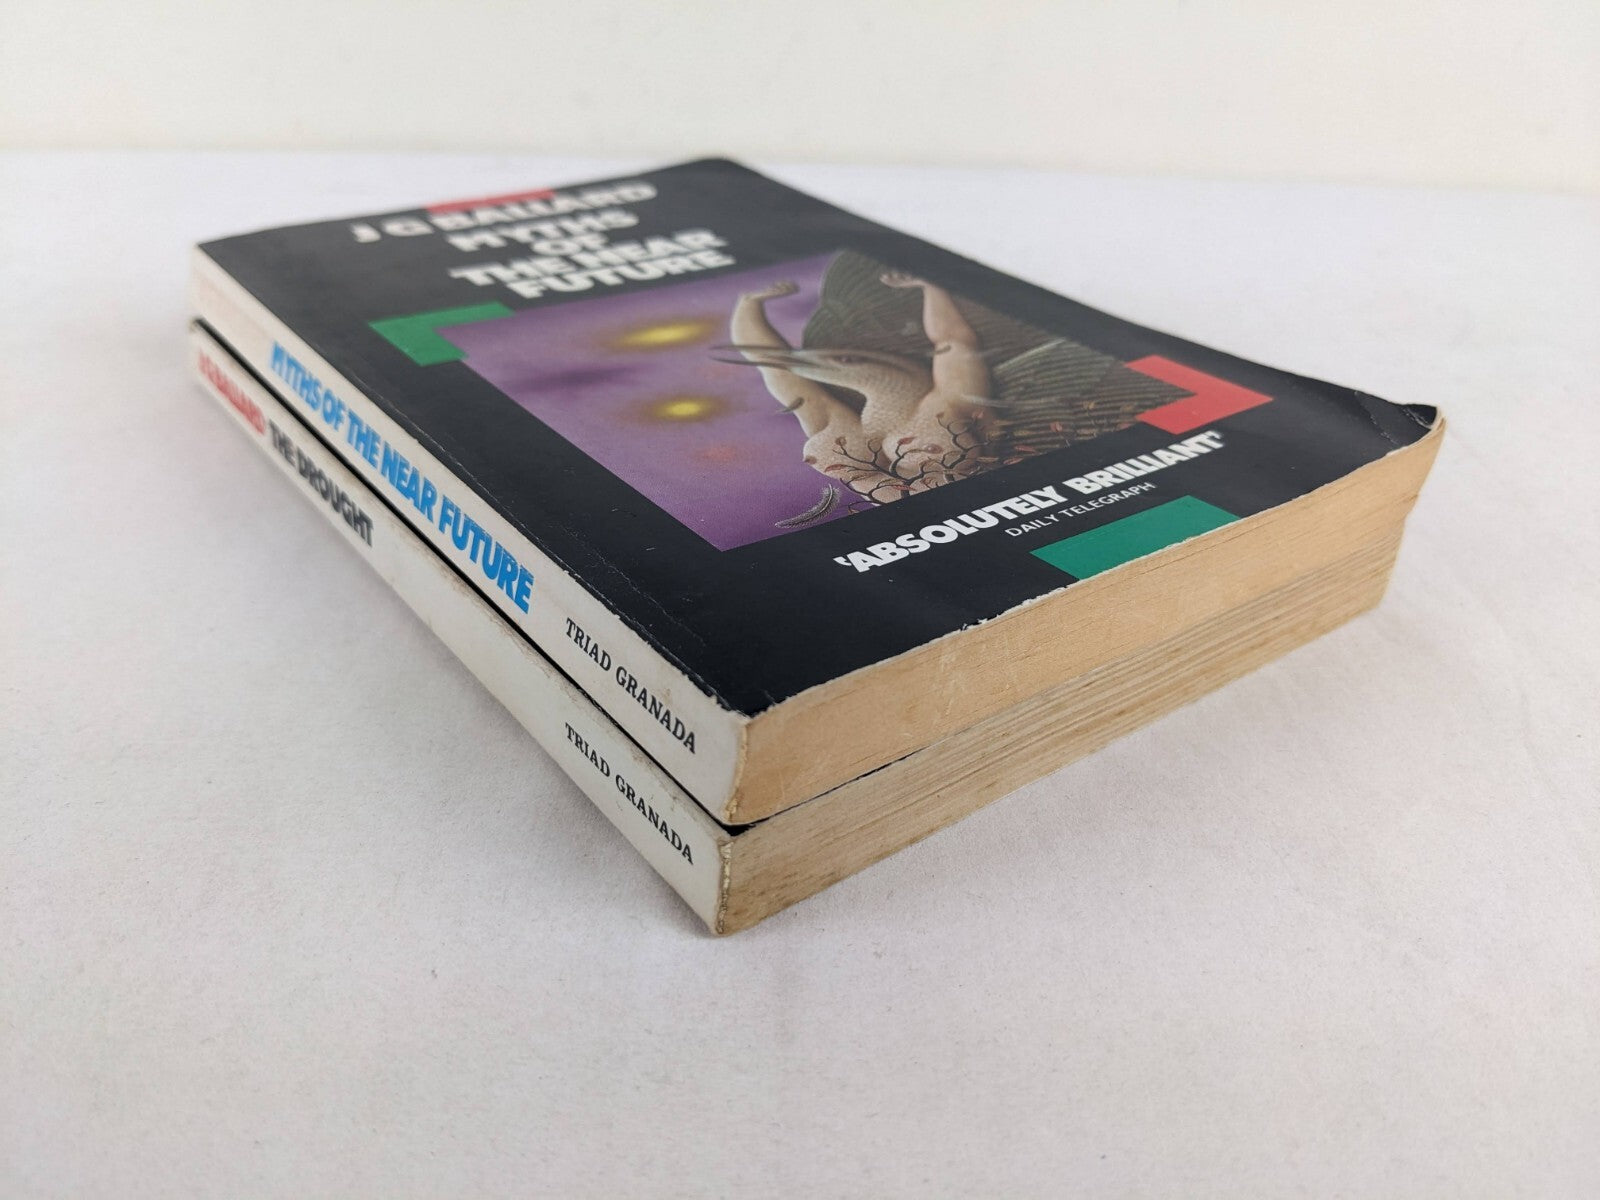 J G BALLARD
MYTHS
OF
THE NEAR
FUTURE
'ABSOLUTELY BRILLIANT'
DAILY TELEGRAPH
MYTHS OF THE NEAR FUTURE
TRIAD GRANADA
J G BALLARD THE DROUGHT
TRIAD GRANADA